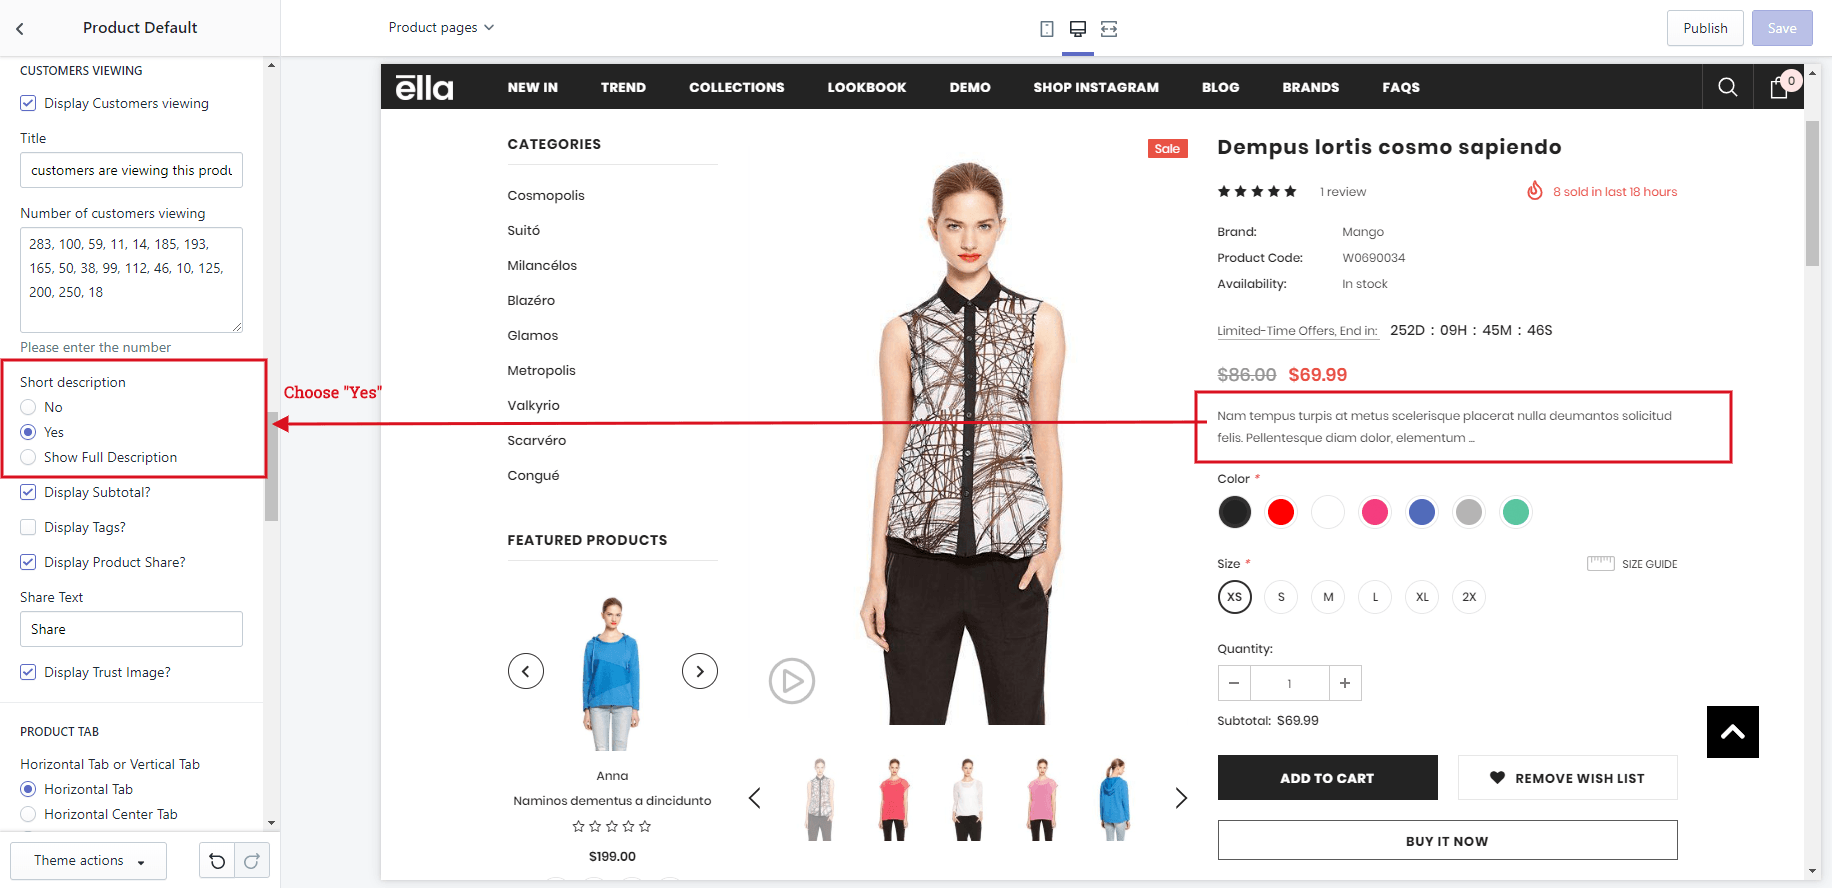 Product Default
Product pages
Publish
Save
CUSTOMERS VIEWING
Display Customers viewing
Title
customers are viewing this produ
Number of customers viewing
283, 100, 59, 11, 14, 185, 193,
165, 50, 38, 99, 112, 46, 10, 125,
200, 250, 18
Please enter the number
Short description
No
Yes
Show Full Description
Display Subtotal?
Display Tags?
Display Product Share?
Share Text
Share
Display Trust Image?
PRODUCT TAB
Horizontal Tab or Vertical Tab
Horizontal Tab
Horizontal Center Tab
Theme actions
Choose "Yes"
ēlla
NEW IN
TREND
COLLECTIONS
LOOKBOOK
DEMO
SHOP INSTAGRAM
BLOG
BRANDS
FAQS
0
CATEGORIES
Cosmopolis
Suitó
Milancélos
Blazéro
Glamos
Metropolis
Valkyrio
Scarvéro
Congué
FEATURED PRODUCTS
Anna
Naminos dementus a dincidunto
$199.00
Sale
Dempus lortis cosmo sapiendo
1 review
8 sold in last 18 hours
Brand: Mango
Product Code: W0690034
Availability: In stock
Limited-Time Offers, End in: 252D : 09H : 45M : 46S
$86.00 $69.99
Nam tempus turpis at metus scelerisque placerat nulla deumantos solicitud
felis. Pellentesque diam dolor, elementum ...
Color *
Size *
SIZE GUIDE
XS S M L XL 2X
Quantity:
1
Subtotal: $69.99
ADD TO CART
REMOVE WISH LIST
BUY IT NOW